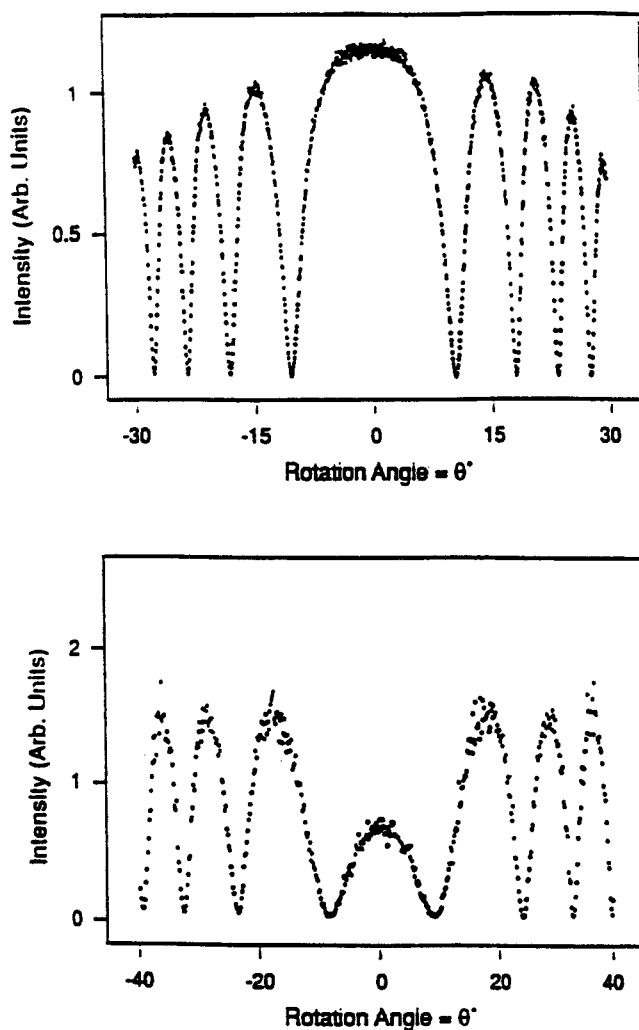 Intensity (Arb. Units)
1
0.5
0
-30 -15 0 15 30
Rotation Angle = θ°
Intensity (Arb. Units)
2
1
0
-40 -20 0 20 40
Rotation Angle = θ°